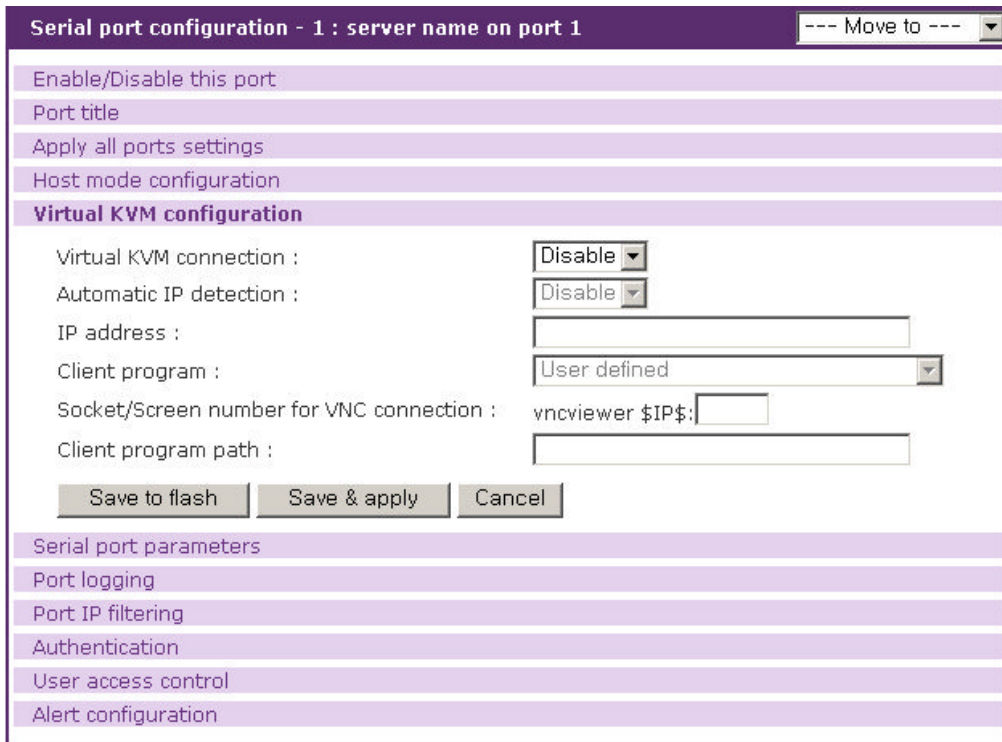 Serial port configuration - 1 : server name on port 1 --- Move to ---
Enable/Disable this port
Port title
Apply all ports settings
Host mode configuration
Virtual KVM configuration
Virtual KVM connection : Disable
Automatic IP detection : Disable
IP address :
Client program : User defined
Socket/Screen number for VNC connection : vncviewer $IP$:
Client program path :
Save to flash Save & apply Cancel
Serial port parameters
Port logging
Port IP filtering
Authentication
User access control
Alert configuration